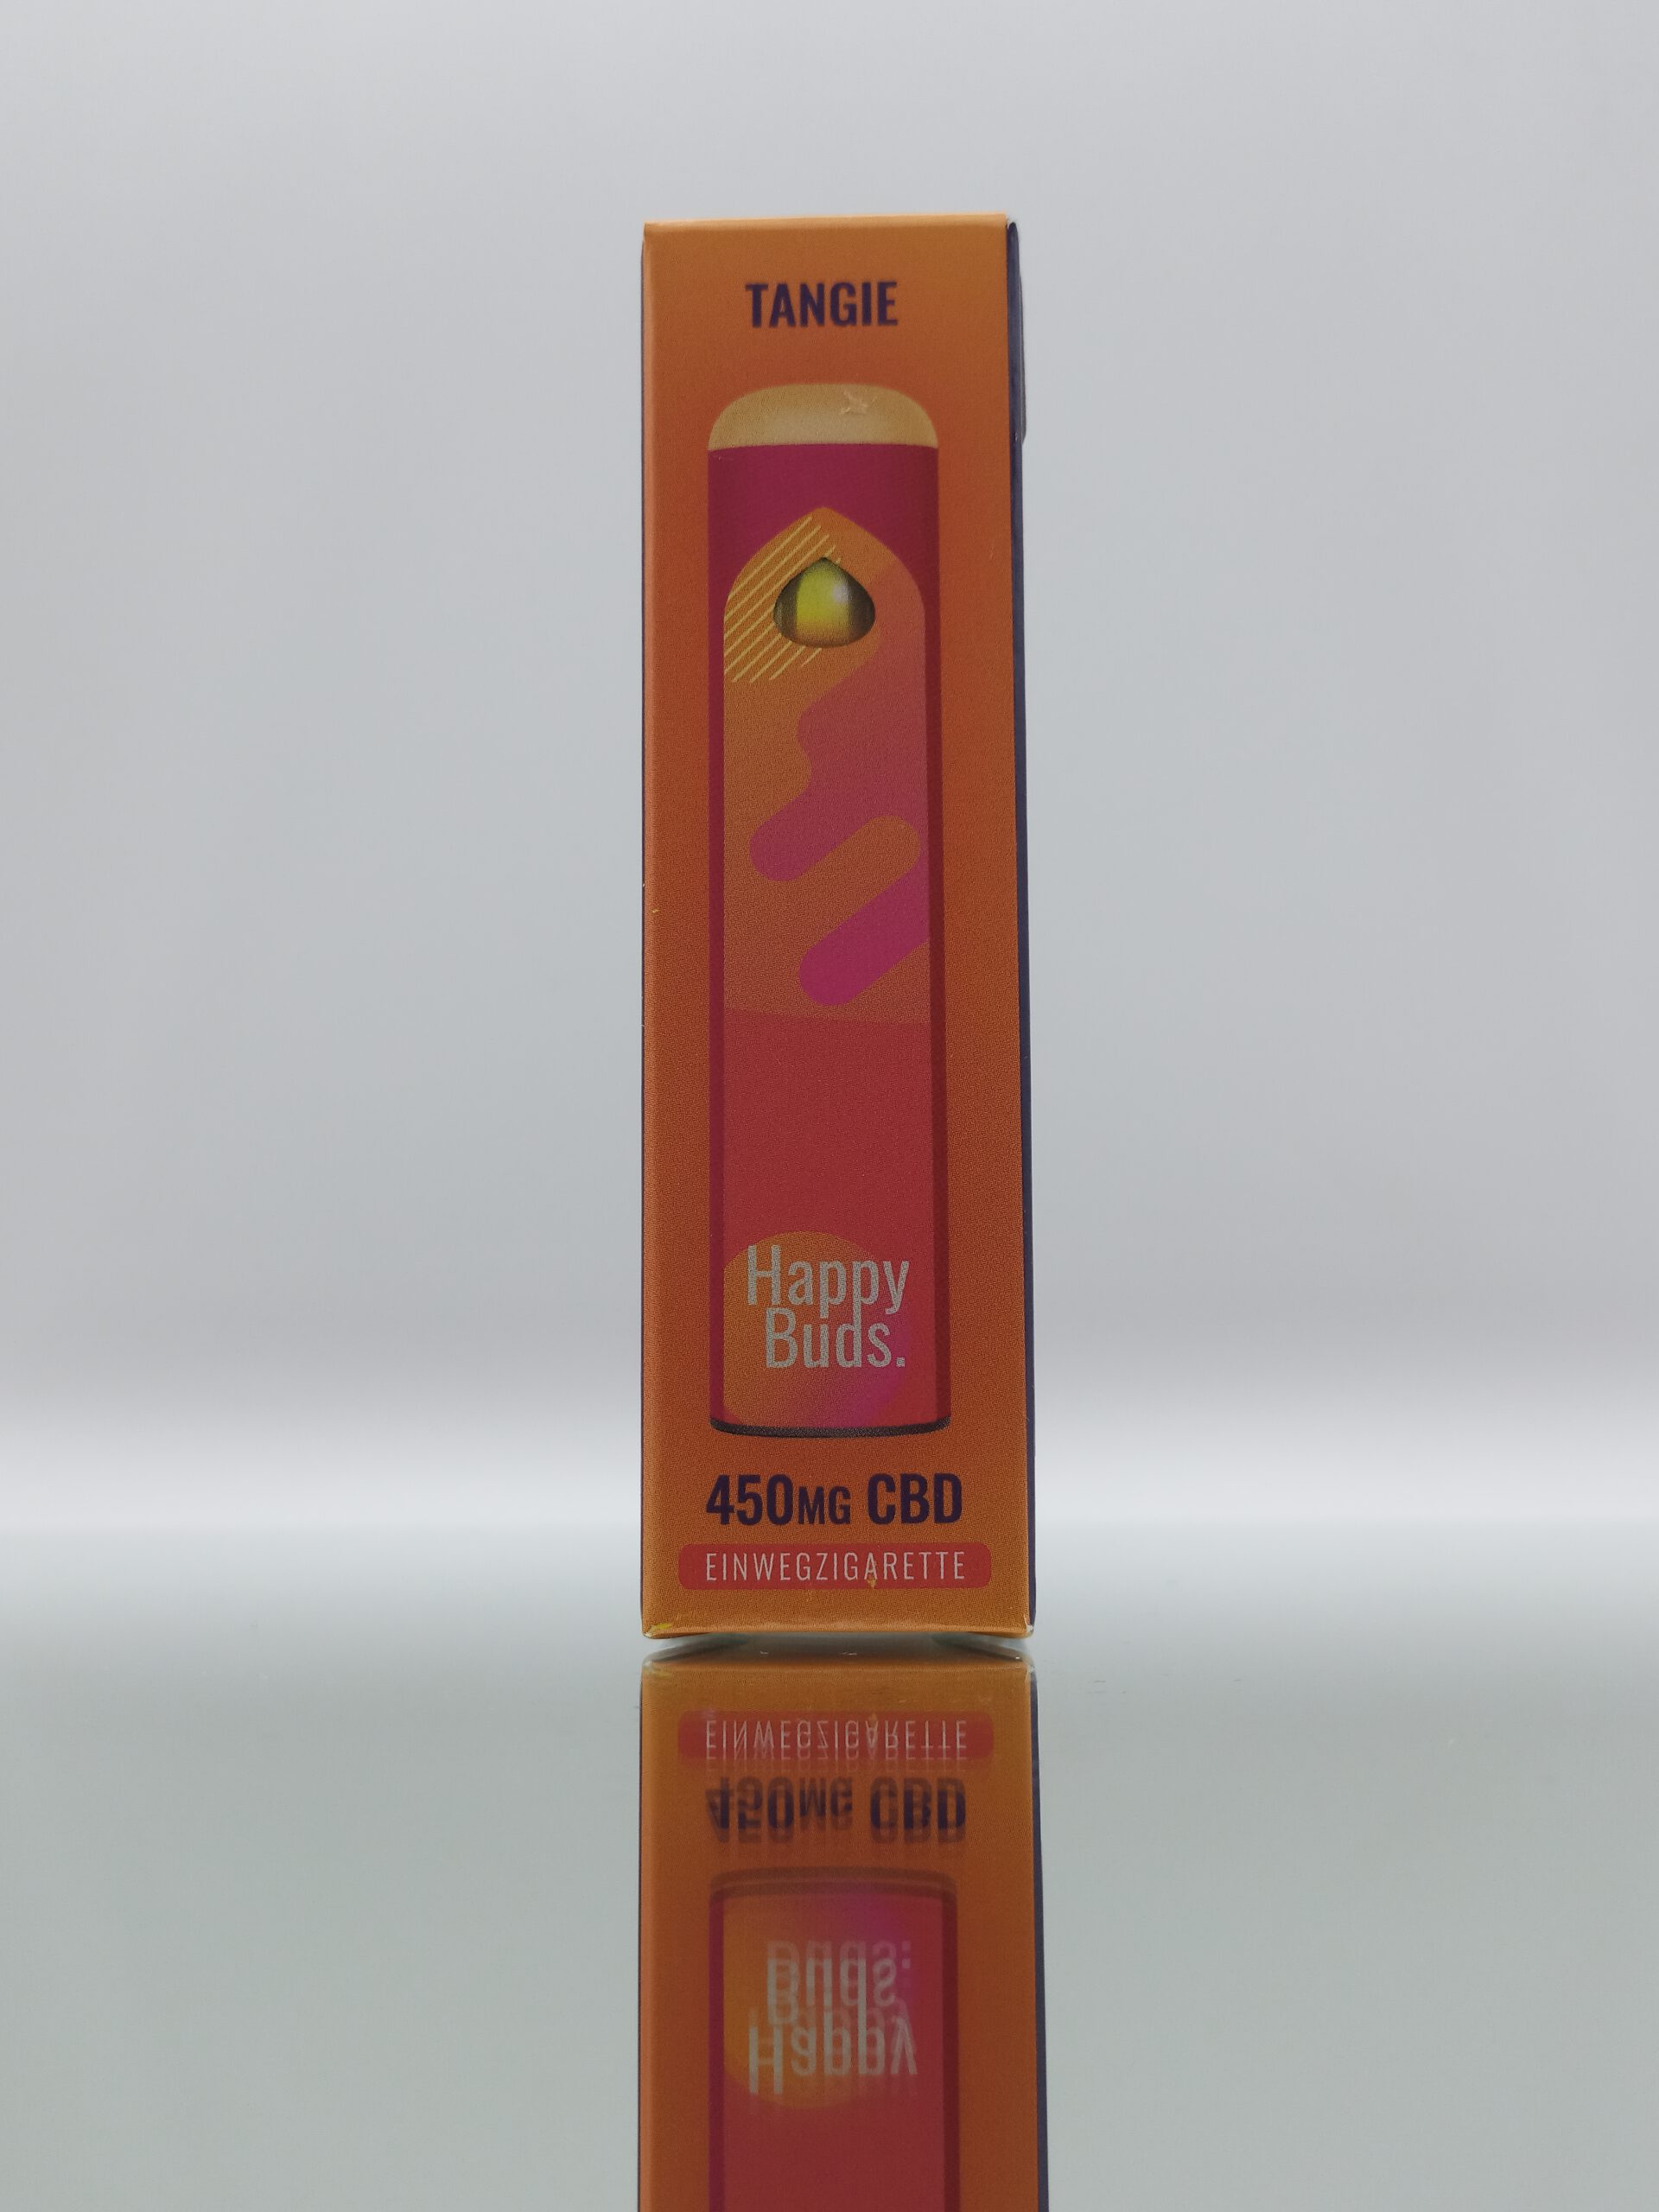 TANGIE
Happy
Buds.
450MG CBD
EINWEGZIGARETTE